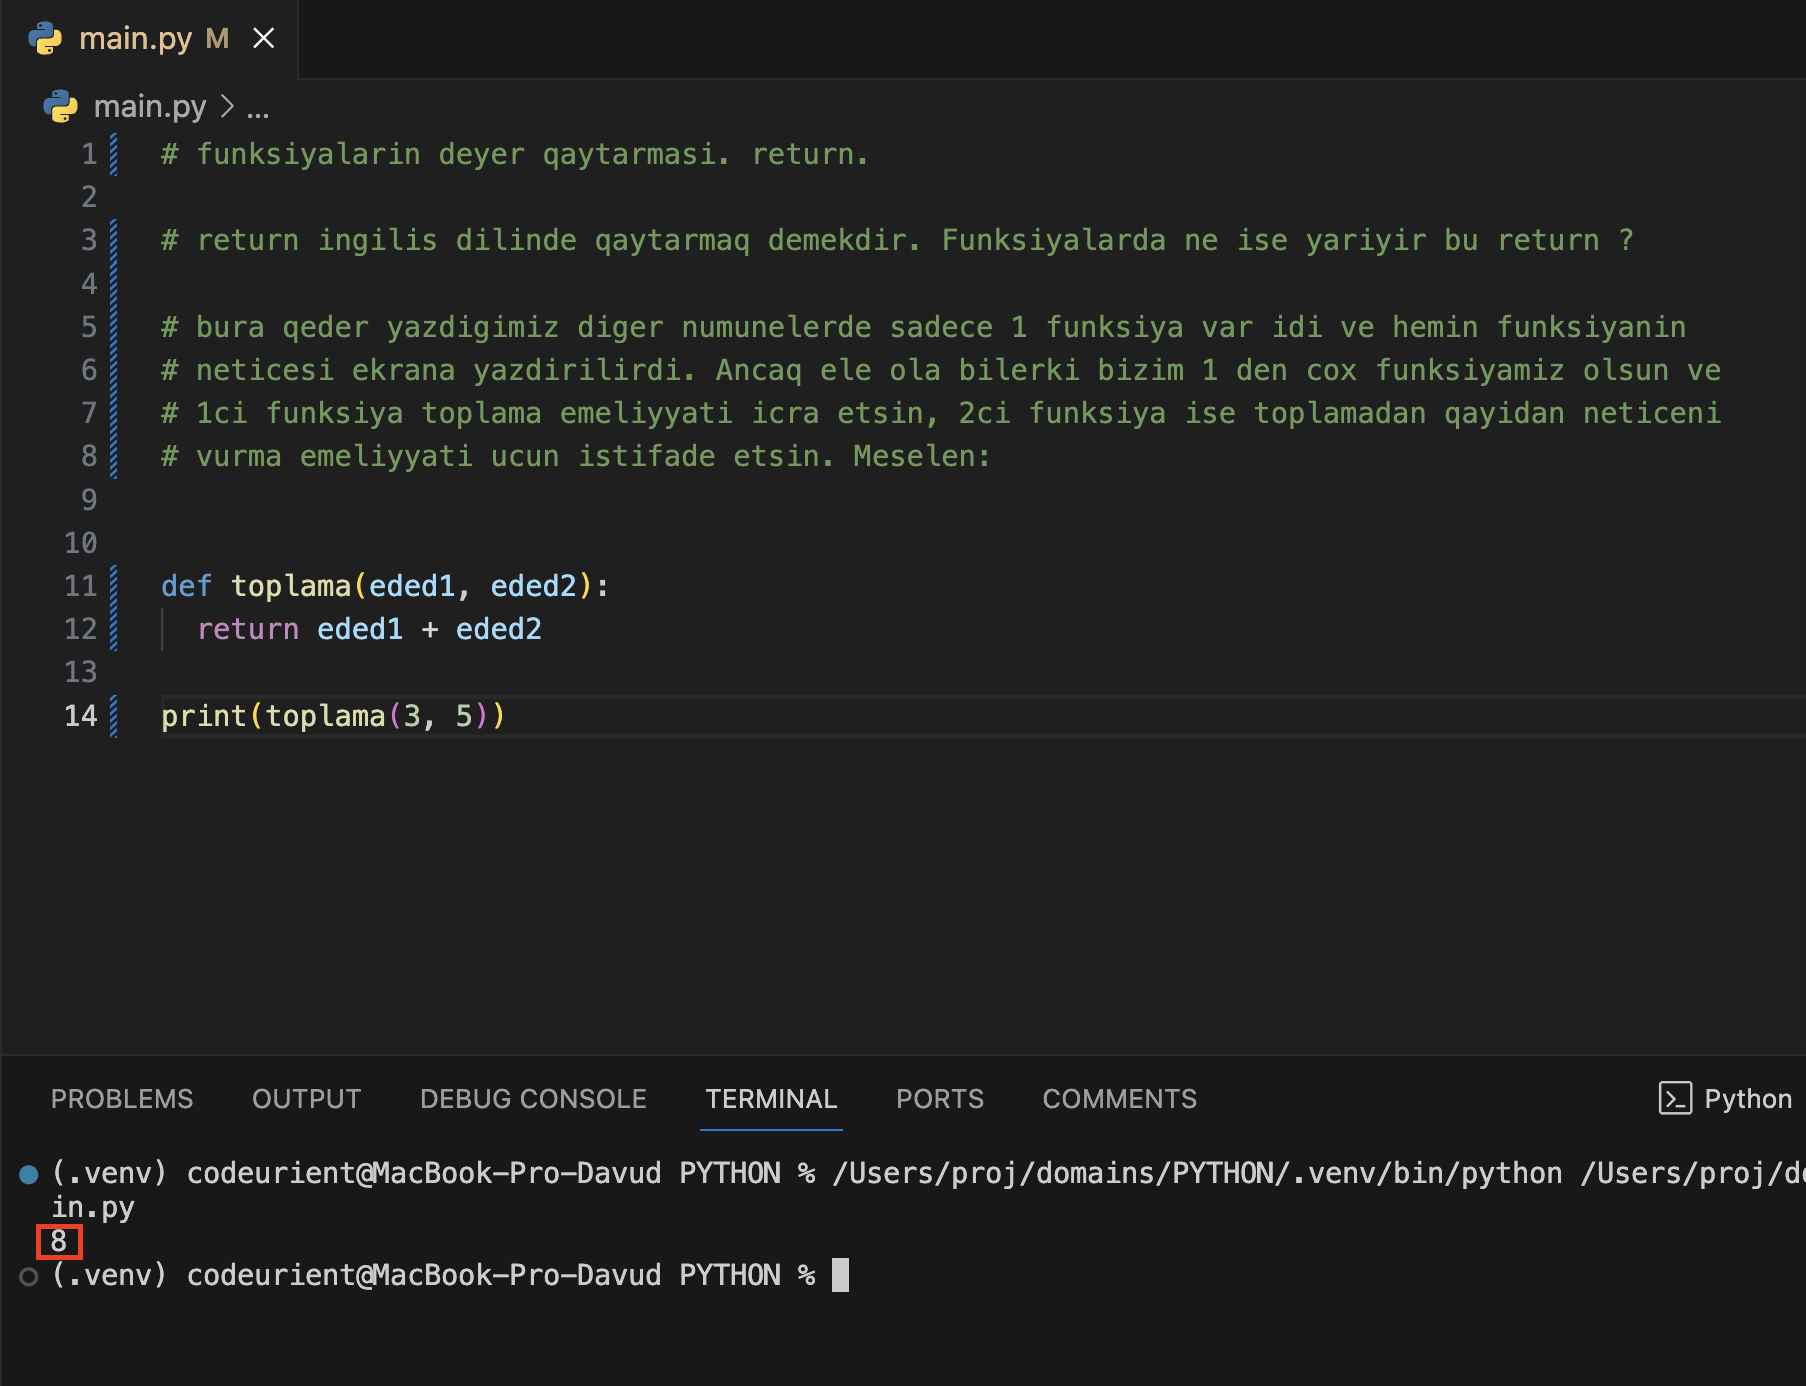 main.py M
main.py > ...
1 # funksiyalarin deyer qaytarmasi. return.
2
3 # return ingilis dilinde qaytarmaq demekdir. Funksiyalarda ne ise yariyir bu return ?
4
5 # bura qeder yazdigimiz diger numunelerde sadece 1 funksiya var idi ve hemin funksiyanin
6 # neticesi ekrana yazdirilirdi. Ancaq ele ola bilerki bizim 1 den cox funksiyamiz olsun ve
7 # 1ci funksiya toplama emeliyyati icra etsin, 2ci funksiya ise toplamadan qayidan neticeni
8 # vurma emeliyyati ucun istifade etsin. Meselen:
9
10
11 def toplama(eded1, eded2):
12 return eded1 + eded2
13
14 print(toplama(3, 5))
PROBLEMS OUTPUT DEBUG CONSOLE TERMINAL PORTS COMMENTS Python
(.venv) codeurient@MacBook-Pro-Davud PYTHON % /Users/proj/domains/PYTHON/.venv/bin/python /Users/proj/do
in.py
8
(.venv) codeurient@MacBook-Pro-Davud PYTHON %